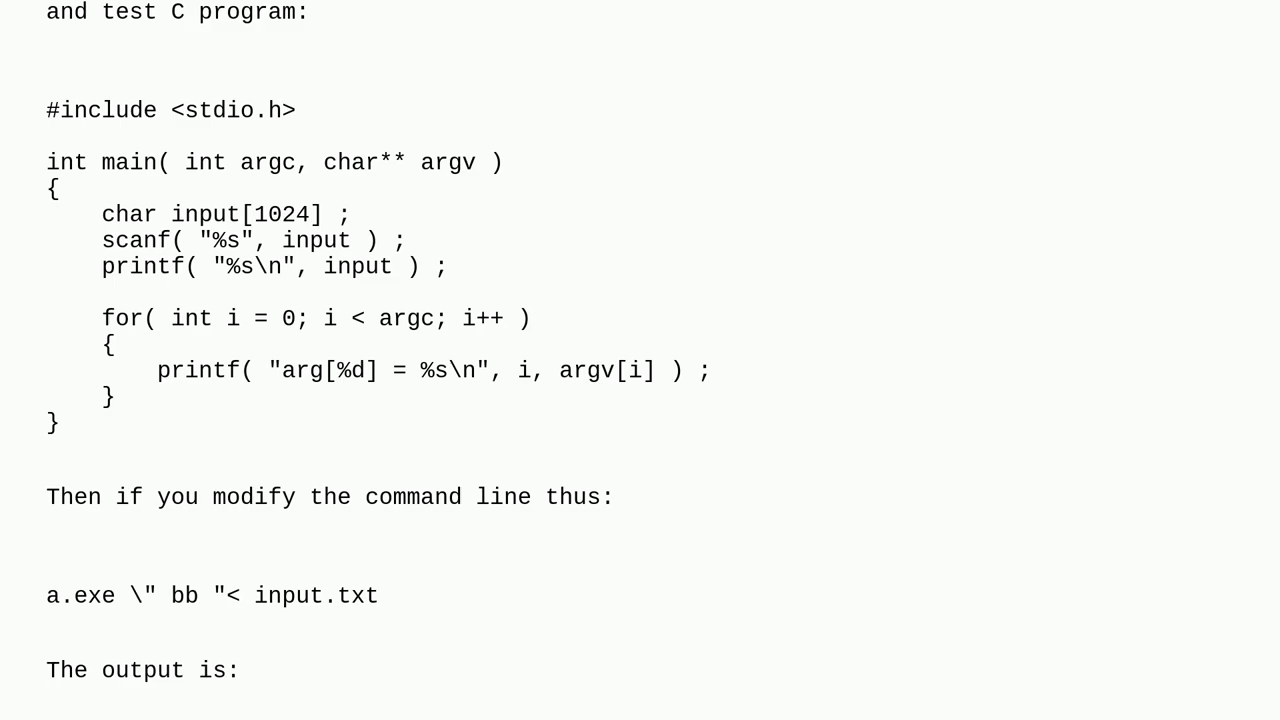 and test C program:
#include <stdio.h>
int main( int argc, char** argv )
{
    char input[1024] ;
    scanf( "%s", input ) ;
    printf( "%s\n", input ) ;
    for( int i = 0; i < argc; i++ )
    {
        printf( "arg[%d] = %s\n", i, argv[i] ) ;
    }
}
Then if you modify the command line thus:
a.exe \" bb "< input.txt
The output is: